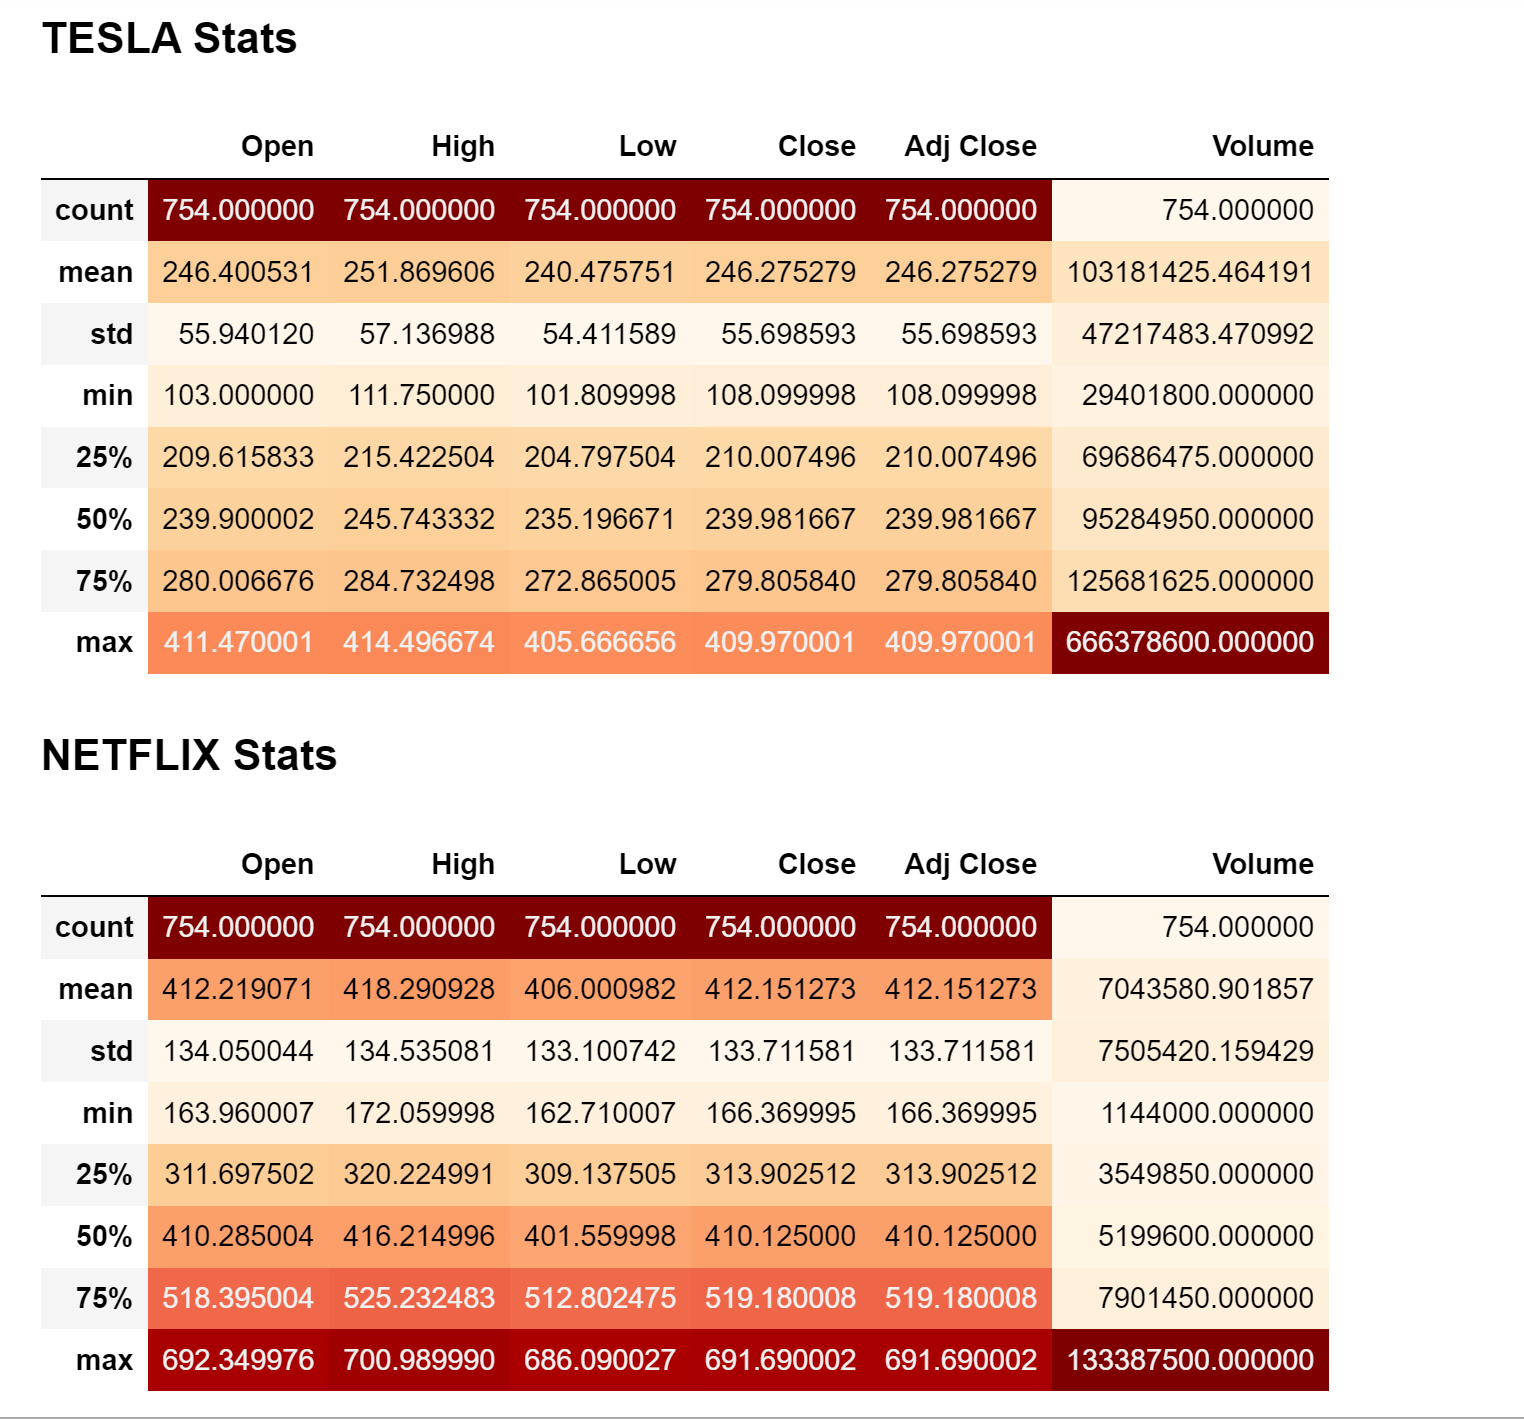 TESLA Stats
Open High Low Close Adj Close Volume
count 754.000000 754.000000 754.000000 754.000000 754.000000 754.000000
mean 246.400531 251.869606 240.475751 246.275279 246.275279 103181425.464191
std 55.940120 57.136988 54.411589 55.698593 55.698593 47217483.470992
min 103.000000 111.750000 101.809998 108.099998 108.099998 29401800.000000
25% 209.615833 215.422504 204.797504 210.007496 210.007496 69686475.000000
50% 239.900002 245.743332 235.196671 239.981667 239.981667 95284950.000000
75% 280.006676 284.732498 272.865005 279.805840 279.805840 125681625.000000
max 411.470001 414.496674 405.666656 409.970001 409.970001 666378600.000000
NETFLIX Stats
Open High Low Close Adj Close Volume
count 754.000000 754.000000 754.000000 754.000000 754.000000 754.000000
mean 412.219071 418.290928 406.000982 412.151273 412.151273 7043580.901857
std 134.050044 134.535081 133.100742 133.711581 133.711581 7505420.159429
min 163.960007 172.059998 162.710007 166.369995 166.369995 1144000.000000
25% 311.697502 320.224991 309.137505 313.902512 313.902512 3549850.000000
50% 410.285004 416.214996 401.559998 410.125000 410.125000 5199600.000000
75% 518.395004 525.232483 512.802475 519.180008 519.180008 7901450.000000
max 692.349976 700.989990 686.090027 691.690002 691.690002 133387500.000000